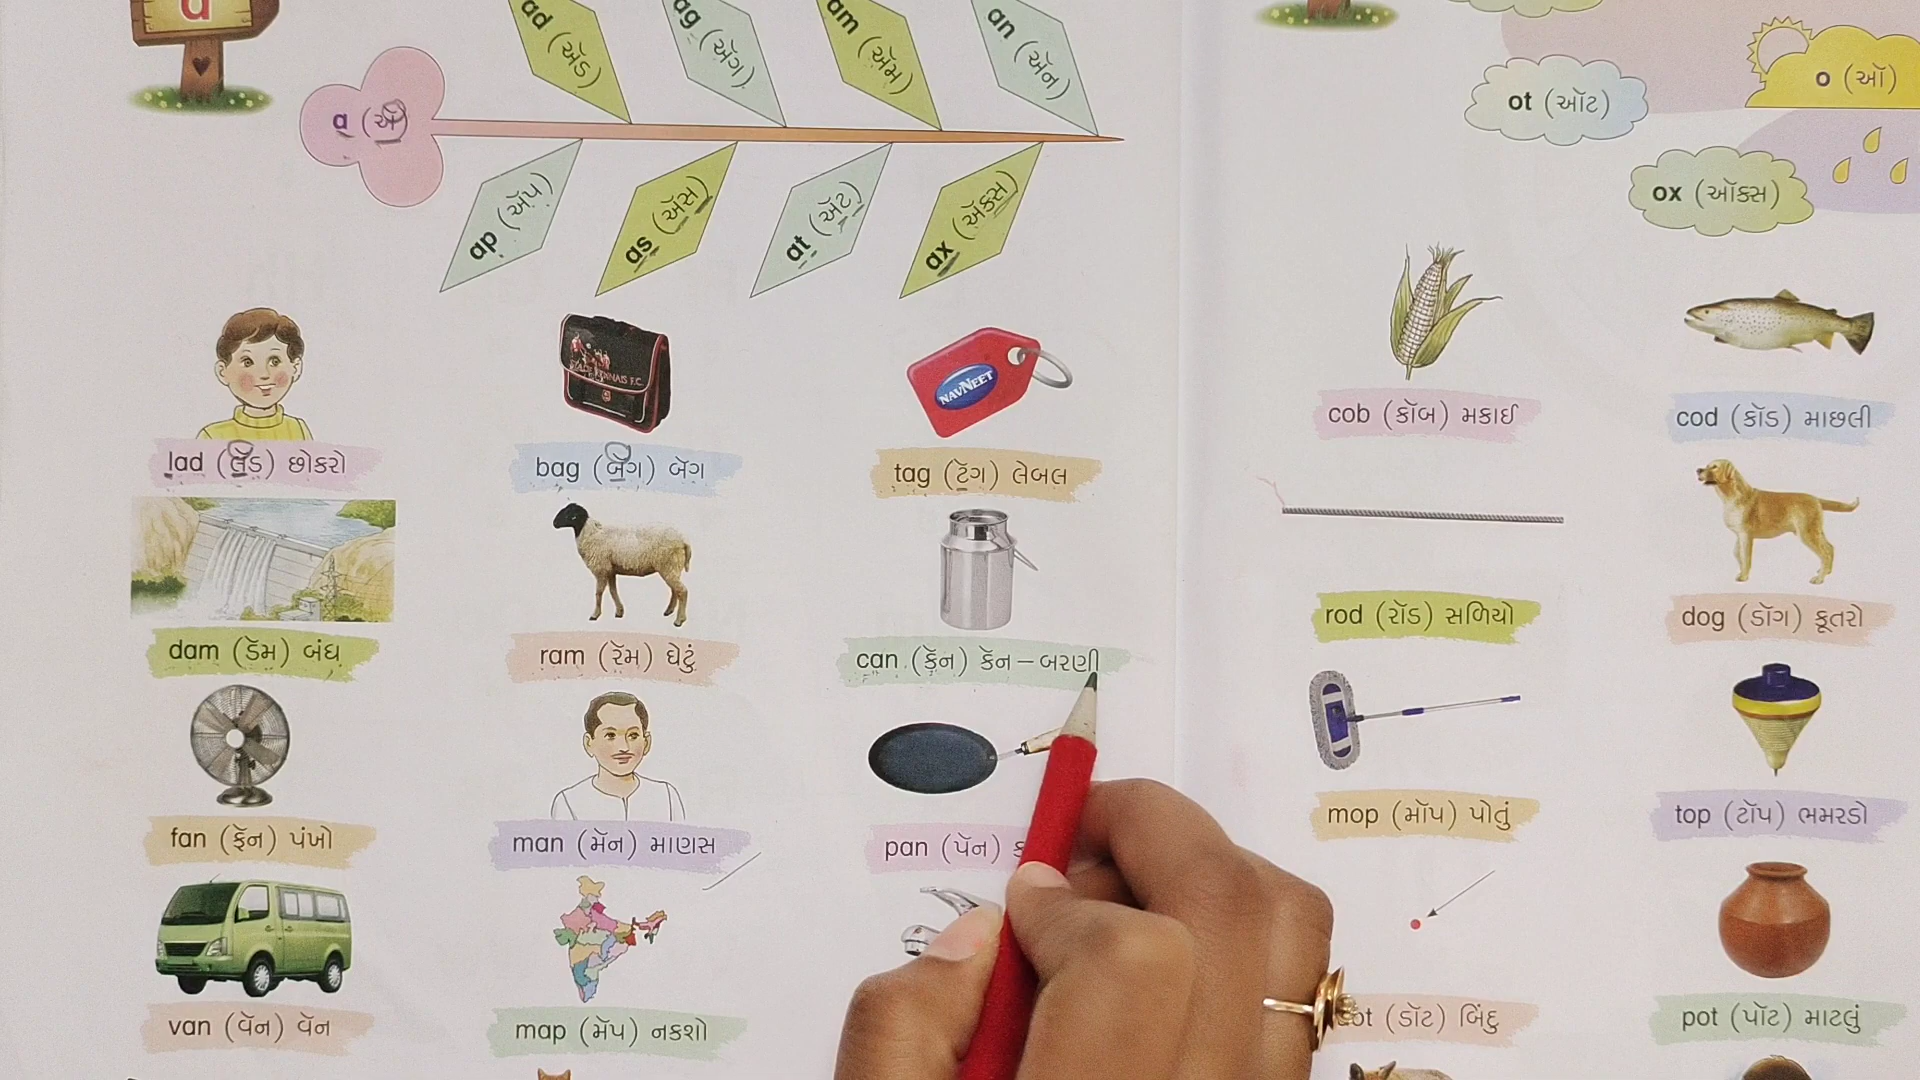 a
ad (ઍડ)
ag (ઍગ)
am (ઍમ)
an (ઍન)
a (ઍ)
ap (ઍપ)
as (ઍસ)
at (ઍટ)
ax (ઍક્સ)
NAVNEET
lad (લૅડ) છોકરો
bag (બૅગ) બૅગ
tag (ટૅગ) લેબલ
dam (ડૅમ) બંધ
ram (રૅમ) ઘેટું
can (કૅન) કૅન – બરણી
fan (ફૅન) પંખો
man (મૅન) માણસ
pan (પૅન)
van (વૅન) વૅન
map (મૅપ) નકશો
o (ઑ)
ot (ઑટ)
ox (ઑક્સ)
cob (કૉબ) મકાઈ
cod (કૉડ) માછલી
rod (રૉડ) સળિયો
dog (ડૉગ) કૂતરો
mop (મૉપ) પોતું
top (ટૉપ) ભમરડો
(ડૉટ) બિંદુ
pot (પૉટ) માટલું